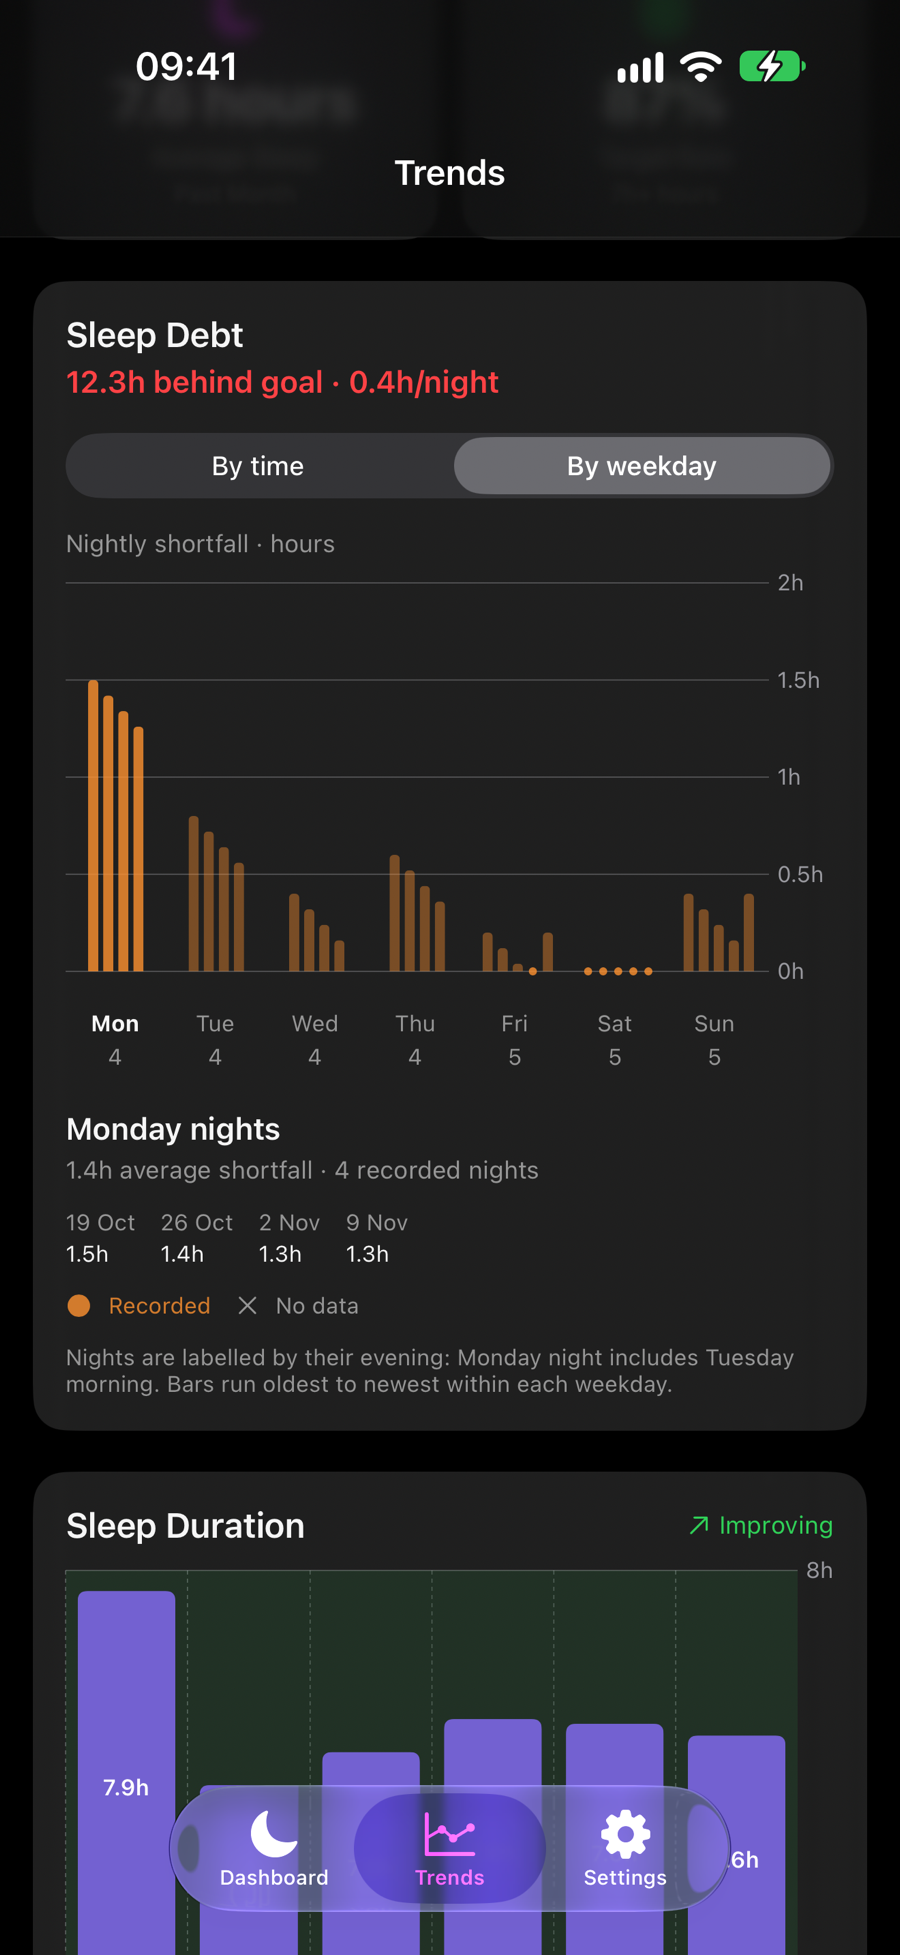 09:41
7.6 hours
87%
Trends
Sleep Debt
12.3h behind goal · 0.4h/night
By time
By weekday
Nightly shortfall · hours
2h
1.5h
1h
0.5h
0h
Mon Tue Wed Thu Fri Sat Sun
4 4 4 4 5 5 5
Monday nights
1.4h average shortfall · 4 recorded nights
19 Oct 26 Oct 2 Nov 9 Nov
1.5h 1.4h 1.3h 1.3h
Recorded
No data
Nights are labelled by their evening: Monday night includes Tuesday
morning. Bars run oldest to newest within each weekday.
Sleep Duration
Improving
8h
7.9h
6h
Dashboard
Trends
Settings